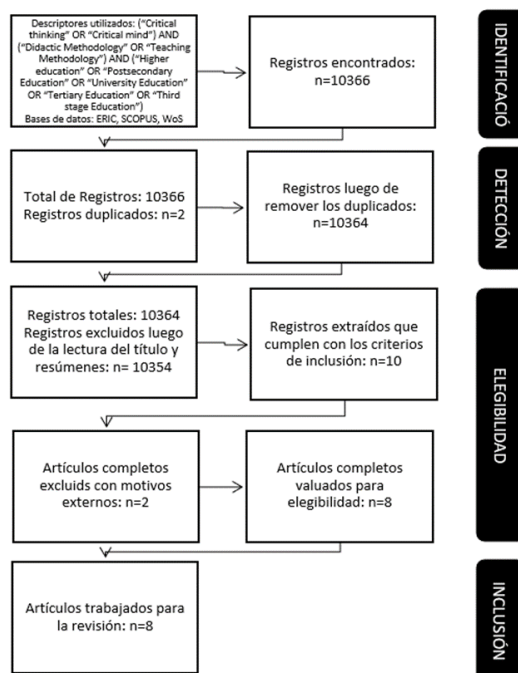 Descriptores utilizados: (“Critical
thinking” OR “Critical mind”) AND
(“Didactic Methodology” OR “Teaching
Methodology”) AND (“Higher
education” OR “Postsecondary
Education” OR “University Education”
OR “Tertiary Education” OR “Third
stage Education”)
Bases de datos: ERIC, SCOPUS, WoS
Registros encontrados:
n=10366
IDENTIFICACIÓ
Total de Registros: 10366
Registros duplicados: n=2
Registros luego de
remover los duplicados:
n=10364
DETECCIÓN
Registros totales: 10364
Registros excluidos luego
de la lectura del título y
resúmenes: n= 10354
Registros extraídos que
cumplen con los criterios
de inclusión: n=10
ELEGIBILIDAD
Artículos completos
excluids con motivos
externos: n=2
Artículos completos
valuados para
elegibilidad: n=8
Artículos trabajados para
la revisión: n=8
INCLUSIÓN